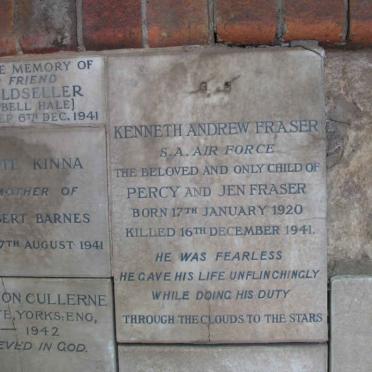 E MEMORY OF
FRIEND
LDSELLER
BELL HALE)
6TH DEC. 1941
TE KINNA
MOTHER OF
BERT BARNES
7TH AUGUST 1941
ON CULLERNE
E, YORKS, ENG,
1942
EVED IN GOD.
KENNETH ANDREW FRASER
S.A. AIR FORCE
THE BELOVED AND ONLY CHILD OF
PERCY AND JEN FRASER
BORN 17TH JANUARY 1920
KILLED 16TH DECEMBER 1941.
HE WAS FEARLESS
HE GAVE HIS LIFE UNFLINCHINGLY
WHILE DOING HIS DUTY
THROUGH THE CLOUDS TO THE STARS